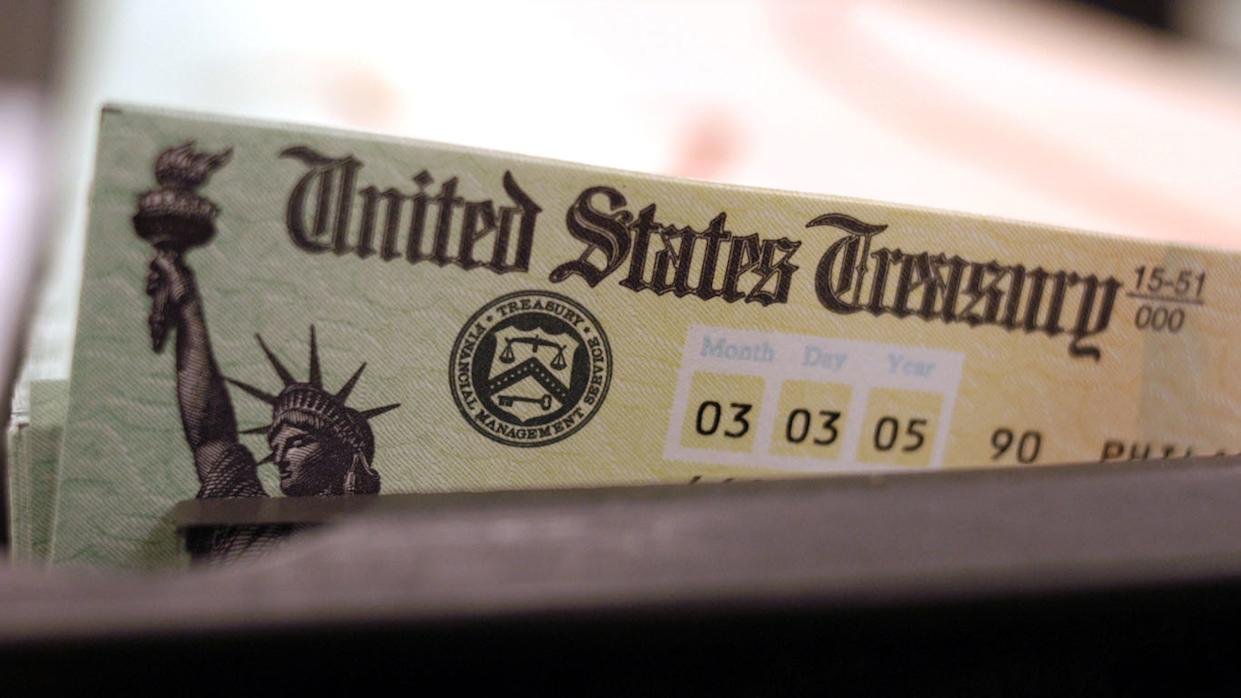 United States Treasury 15-51
000
TREASURY
FINANCIAL MANAGEMENT SERVICE
Month Day Year
03 03 05 90